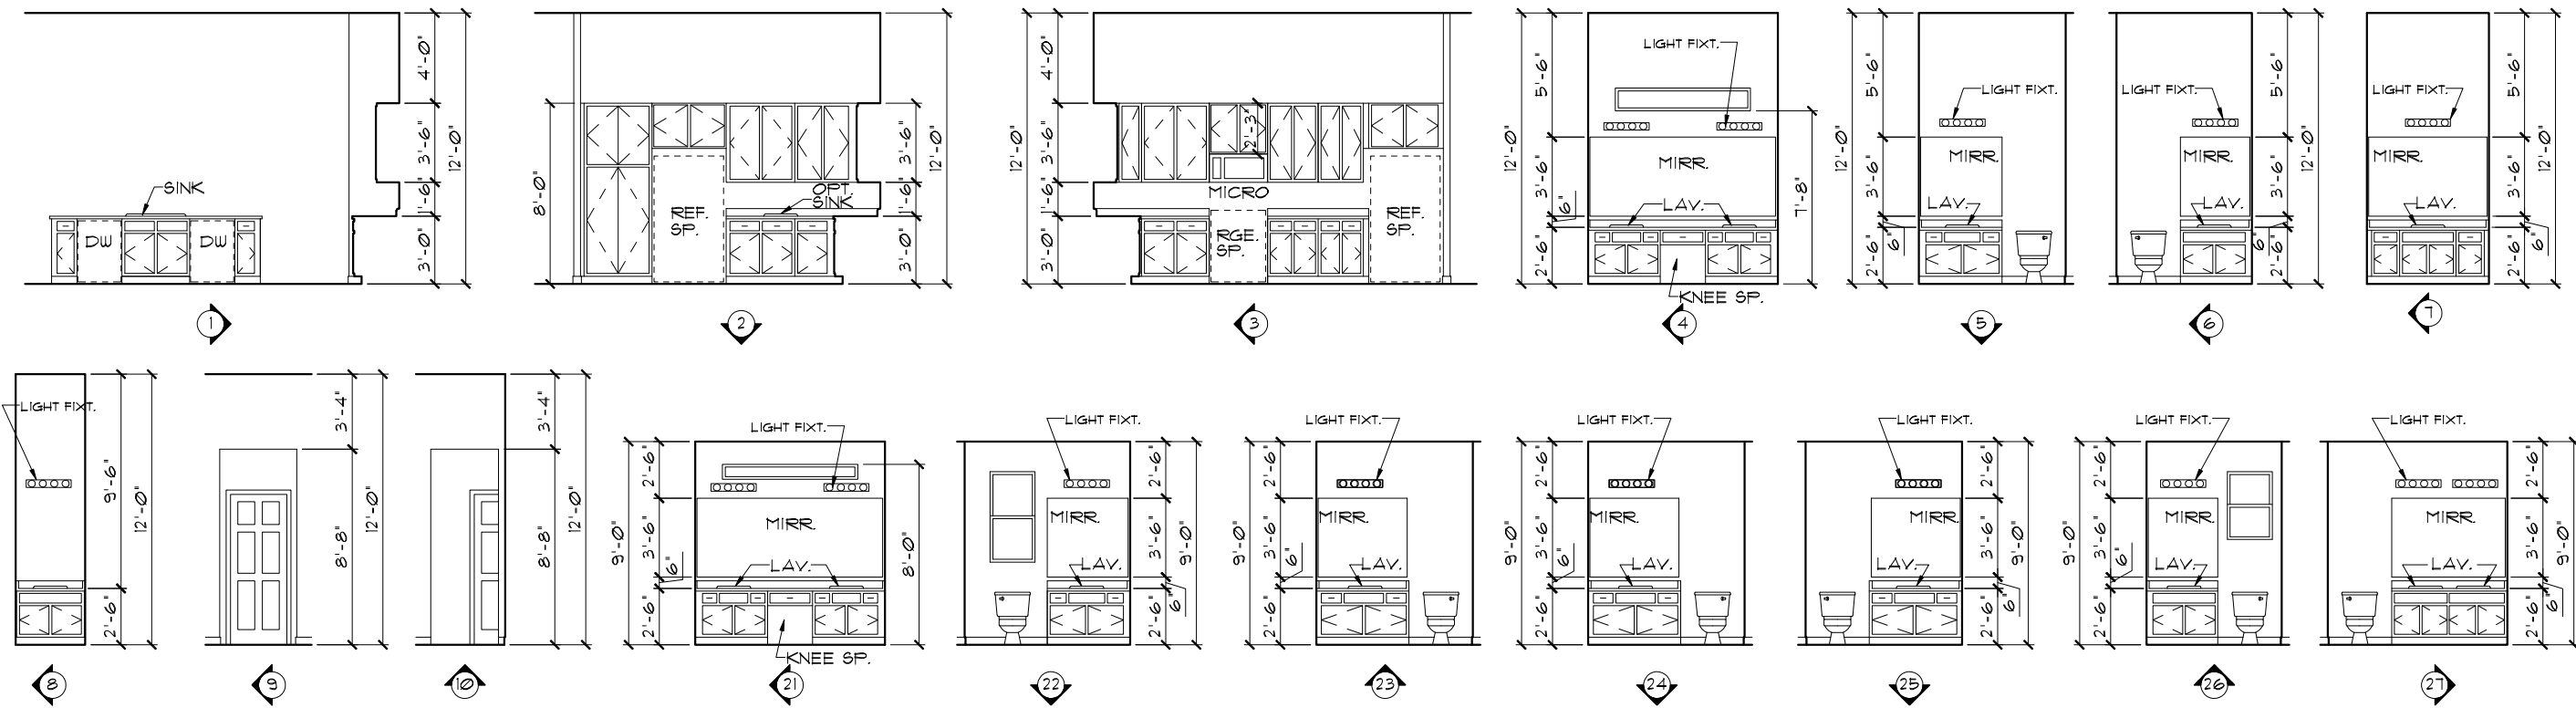 SINK
DW
DW
4'-0"
3'-6"
1'-6"
3'-0"
12'-0"
1
8'-0"
REF.
SP.
OPT.
SINK
3'-6"
1'-6"
3'-0"
12'-0"
2
12'-0"
4'-0"
3'-6"
1'-6"
3'-0"
2'-3"
MICRO
RGE.
SP.
REF.
SP.
3
12'-0"
5'-6"
3'-6"
6"
2'-6"
LIGHT FIXT.
MIRR.
LAV.
KNEE SP.
7'-8"
4
12'-0"
5'-6"
3'-6"
6"
2'-6"
LIGHT FIXT.
MIRR.
LAV.
5
LIGHT FIXT.
MIRR.
LAV.
5'-6"
3'-6"
6"
2'-6"
12'-0"
6
LIGHT FIXT.
MIRR.
LAV.
5'-6"
3'-6"
6"
2'-6"
12'-0"
7
LIGHT FIXT.
9'-6"
2'-6"
12'-0"
8
3'-4"
8'-8"
12'-0"
9
3'-4"
8'-8"
12'-0"
10
9'-0"
2'-6"
3'-6"
6"
2'-6"
LIGHT FIXT.
MIRR.
LAV.
KNEE SP.
8'-0"
21
LIGHT FIXT.
MIRR.
LAV.
2'-6"
3'-6"
6"
2'-6"
9'-0"
22
9'-0"
2'-6"
3'-6"
6"
2'-6"
LIGHT FIXT.
MIRR.
LAV.
23
9'-0"
2'-6"
3'-6"
6"
2'-6"
LIGHT FIXT.
MIRR.
LAV.
24
LIGHT FIXT.
MIRR.
LAV.
2'-6"
3'-6"
6"
2'-6"
9'-0"
25
9'-0"
2'-6"
3'-6"
6"
2'-6"
LIGHT FIXT.
MIRR.
LAV.
26
LIGHT FIXT.
MIRR.
LAV.
2'-6"
3'-6"
6"
2'-6"
9'-0"
27